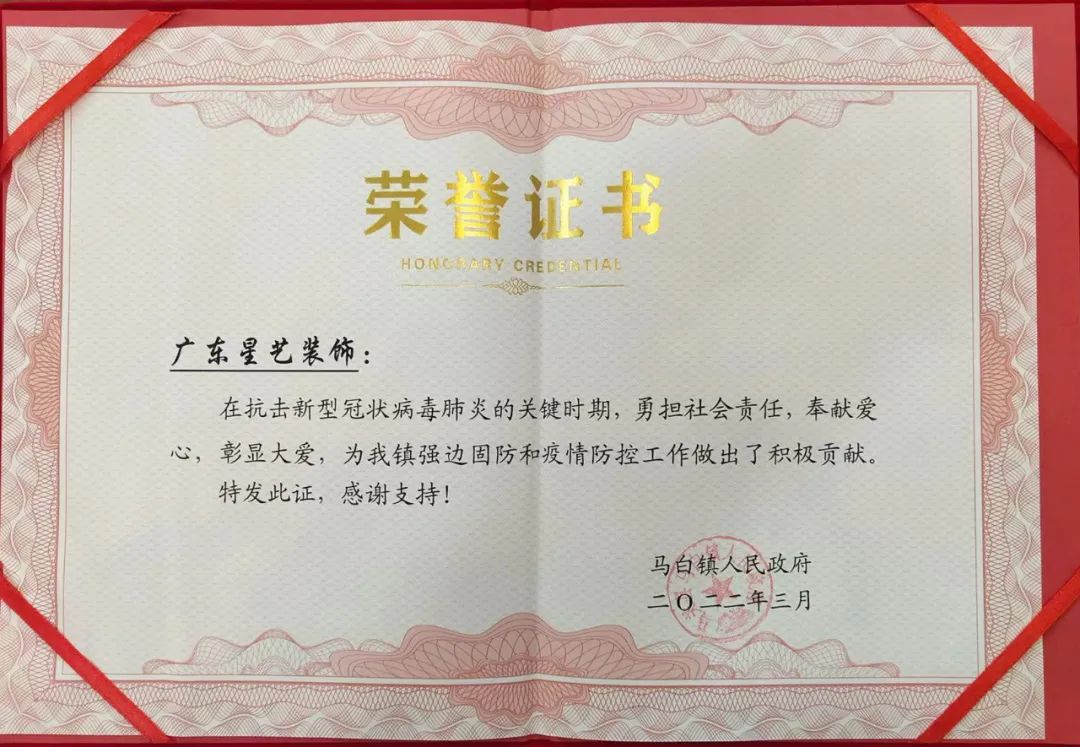 荣誉证书
HONORARY CREDENTIAL
广东星艺装饰：
在抗击新型冠状病毒肺炎的关键时期，勇担社会责任，奉献爱
心，彰显大爱，为我镇强边固防和疫情防控工作做出了积极贡献。
特发此证，感谢支持！
马白镇人民政府
二〇二二年三月